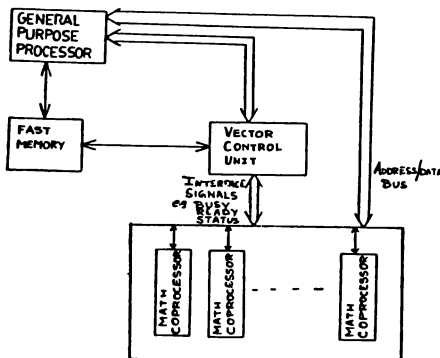 GENERAL
PURPOSE
PROCESSOR
FAST
MEMORY
VECTOR
CONTROL
UNIT
ADDRESS/DATA
BUS
INTERFACE
SIGNALS
eg BUSY
READY
STATUS
MATH
COPROCESSOR
MATH
COPROCESSOR
MATH
COPROCESSOR